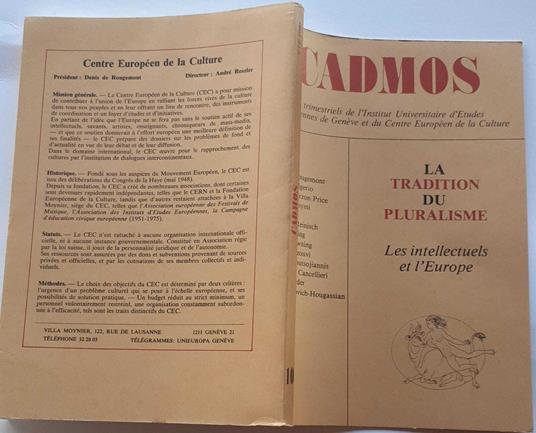 Centre Européen de la Culture
Président : Denis de Rougemont
Directeur : André Reszler
Mission générale. — Le Centre Européen de la Culture (CEC) a pour mission
de contribuer à l'union de l'Europe en ralliant les forces vives de la culture
dans tous nos peuples et en leur offrant un lieu de rencontre, des instruments
de coordination et un foyer d'études et d'initiatives.
En partant de l'idée que l'Europe ne se fera pas sans le soutien actif de ses
intellectuels, savants, artistes, enseignants, chroniqueurs de mass-media,
— et que ce soutien donnerait à l'effort européen une meilleure définition de
ses finalités — le CEC prépare des dossiers sur les problèmes de fond et
d'actualité en vue de leur débat et de leur diffusion.
Dans le domaine international, le CEC œuvre pour le rapprochement des
cultures par l'institution de dialogues intercontinentaux.
Historique. — Fondé sous les auspices du Mouvement Européen, le CEC est
issu des délibérations du Congrès de la Haye (mai 1948).
Depuis sa fondation, le CEC a créé de nombreuses associations, dont certaines
sont devenues rapidement indépendantes, telles que le CERN et la Fondation
Européenne de la Culture, tandis que d'autres restaient attachées à la Villa
Moynier, siège du CEC, telles que l'Association européenne des Festivals de
Musique, l'Association des Instituts d'Etudes Européennes, la Campagne
d'éducation civique européenne (1951-1975).
Statuts. — Le CEC n'est rattaché à aucune organisation internationale offi-
cielle, ni à aucune instance gouvernementale. Constitué en Association régie
par la loi suisse, il jouit de la personnalité juridique et de l'autonomie.
Ses ressources sont assurées par des dons et subventions provenant de sources
privées et officielles, et par les cotisations de ses membres collectifs et indi-
viduels.
Méthodes. — Le choix des objectifs du CEC est déterminé par deux critères :
l'urgence d'un problème culturel qui se pose à l'échelle européenne, et ses
possibilités de solution pratique. — Un budget réduit au strict minimum, un
personnel volontairement restreint, une organisation constamment subordon-
née à l'efficacité, tels sont les traits distinctifs du CEC.
VILLA MOYNIER, 122, RUE DE LAUSANNE
1211 GENÈVE 21
TÉLÉPHONE 32 28 03
TÉLÉGRAMMES: UNIEUROPA GENÈVE
CADMOS
10
CADMOS
trimestriels de l'Institut Universitaire d'Etudes
ennes de Genève et du Centre Européen de la Culture
LA
TRADITION
DU
PLURALISME
Les intellectuels
et l'Europe
ougemont
Price
Cancellieri
vich-Hougassian